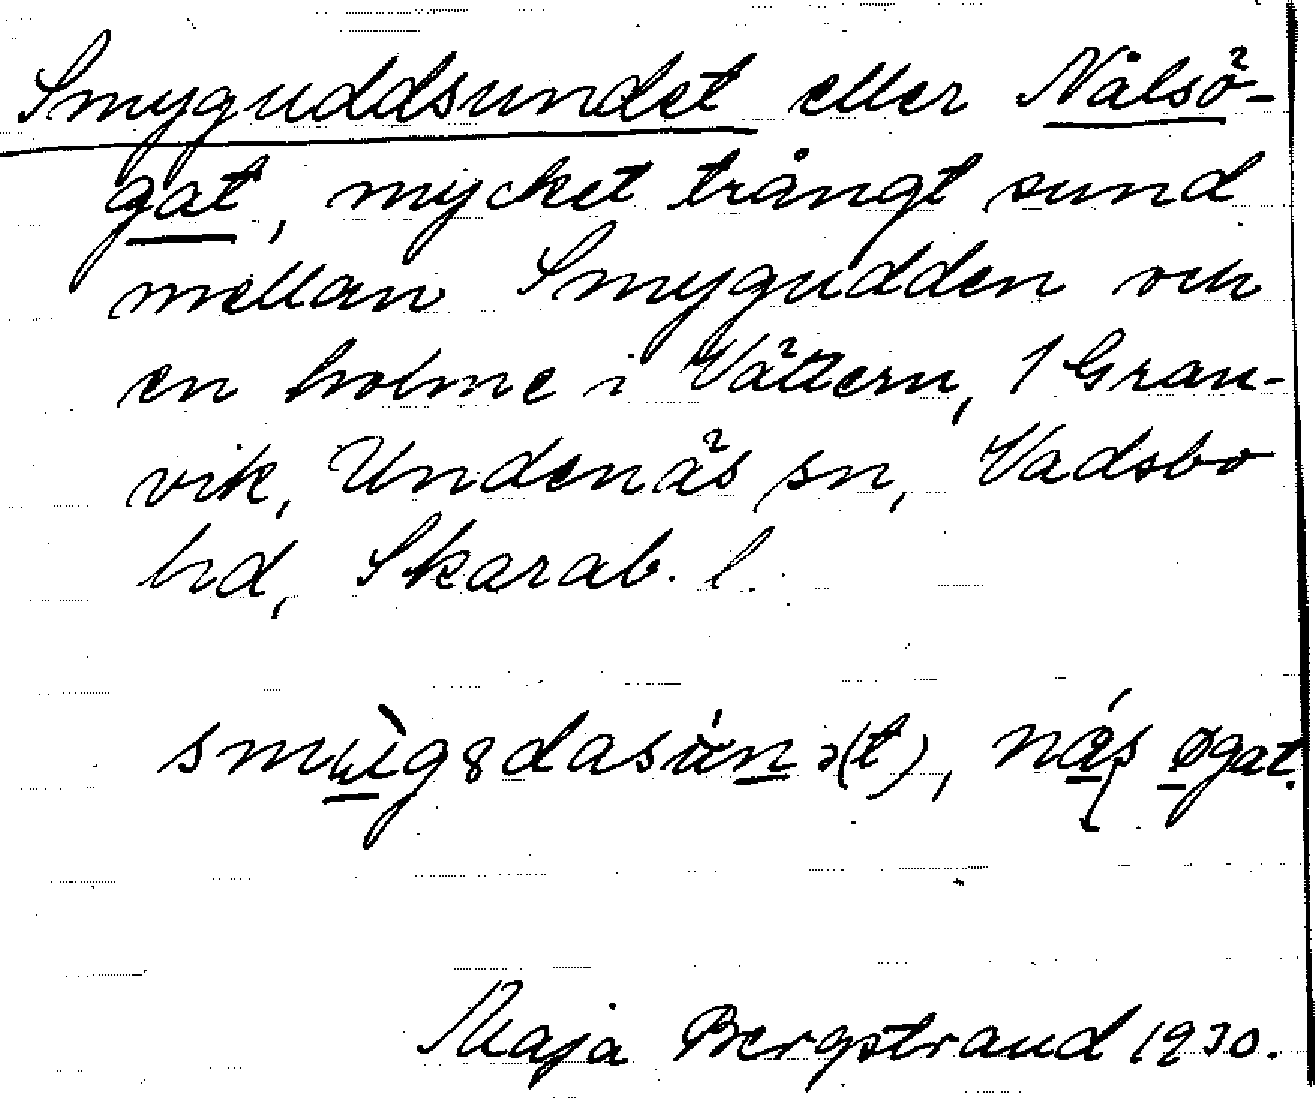 Smyguddsundet eller Nålsö-
gat, mycket trångt sund
mellan Smygudden och
en holme i Vättern, 1 Gran-
vik, Undenäs sn, Vadsbo
hd, Skarab. l.
Maja Bergstrand 1930.